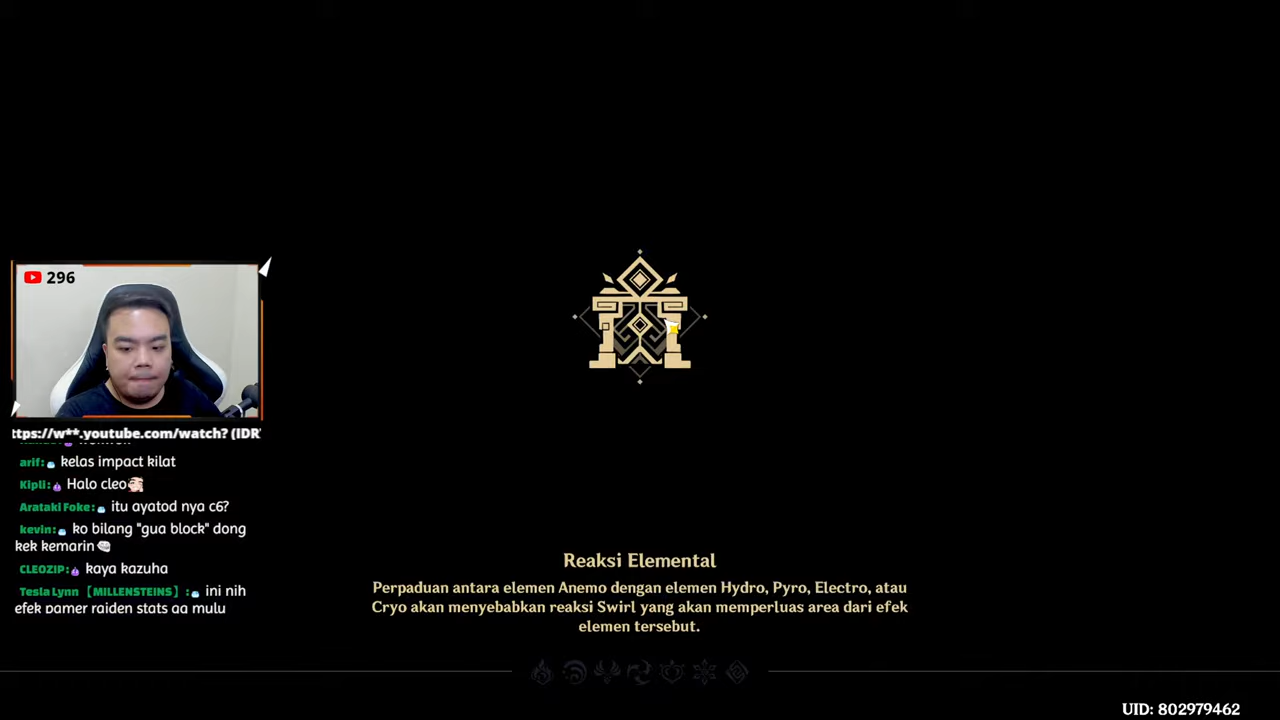 296
ttps://w**.youtube.com/watch? (IDR
arif: kelas impact kilat
Kipli: Halo cleo
Arataki Foke: itu ayatod nya c6?
kevin: ko bilang "gua block" dong
kek kemarin
CLEOZIP: kaya kazuha
Tesla Lynn【MILLENSTEINS】: ini nih
efek pamer raiden stats gg mulu
Reaksi Elemental
Perpaduan antara elemen Anemo dengan elemen Hydro, Pyro, Electro, atau
Cryo akan menyebabkan reaksi Swirl yang akan memperluas area dari efek
elemen tersebut.
UID: 802979462